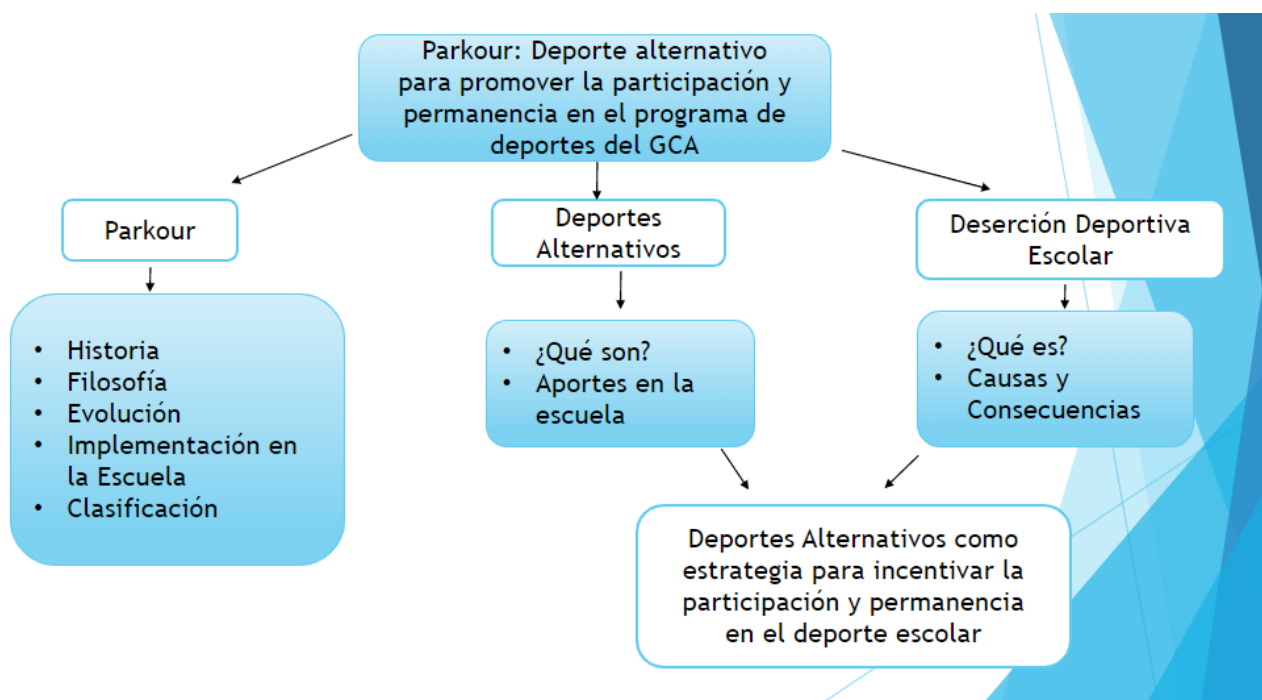 Parkour: Deporte alternativo
para promover la participación y
permanencia en el programa de
deportes del GCA
Parkour
Deportes
Alternativos
Deserción Deportiva
Escolar
• Historia
• Filosofía
• Evolución
• Implementación en
la Escuela
• Clasificación
• ¿Qué son?
• Aportes en la
escuela
• ¿Qué es?
• Causas y
Consecuencias
Deportes Alternativos como
estrategia para incentivar la
participación y permanencia
en el deporte escolar